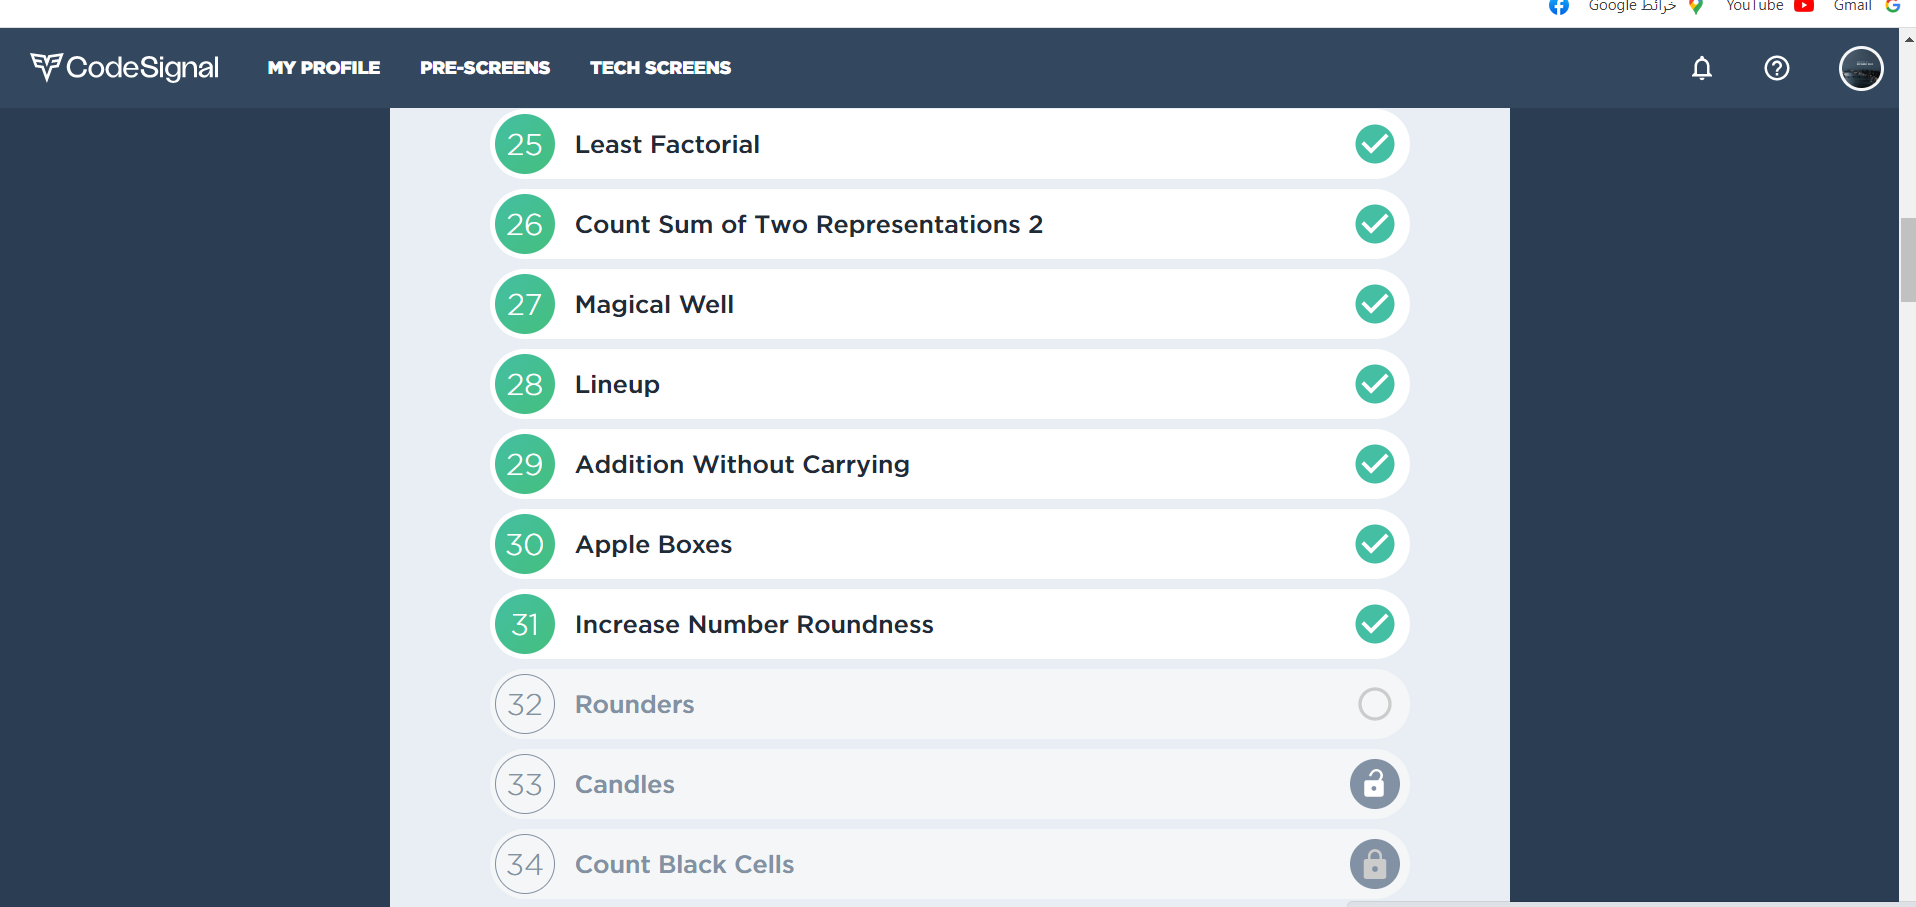 Google خرائط YouTube Gmail
CodeSignal MY PROFILE PRE-SCREENS TECH SCREENS
25 Least Factorial
26 Count Sum of Two Representations 2
27 Magical Well
28 Lineup
29 Addition Without Carrying
30 Apple Boxes
31 Increase Number Roundness
32 Rounders
33 Candles
34 Count Black Cells